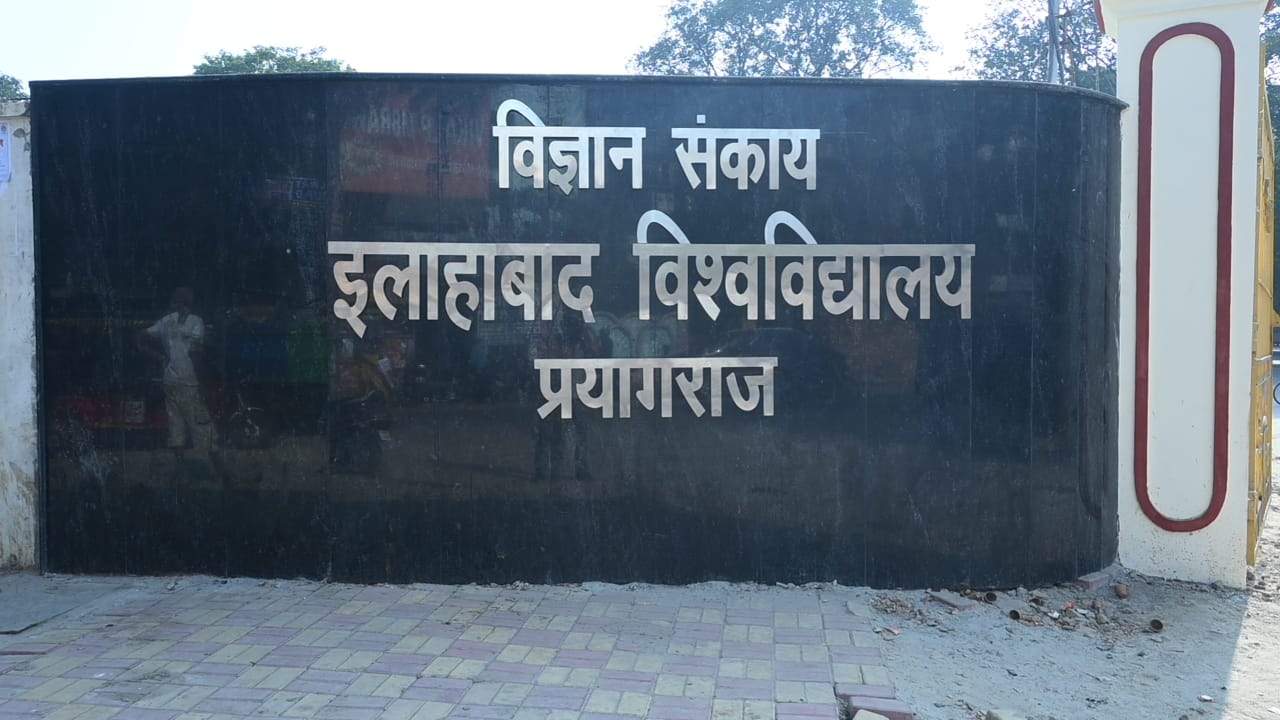 विज्ञान संकाय
इलाहाबाद विश्वविद्यालय
प्रयागराज